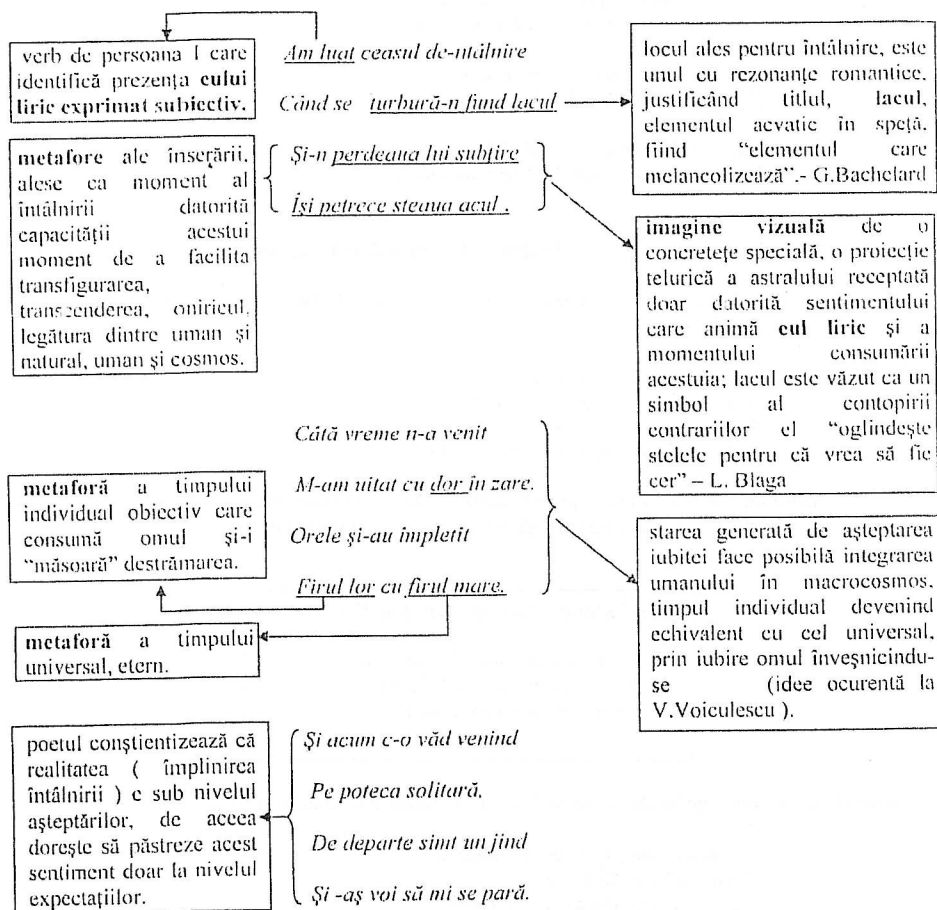 verb de persoana I care
identifică prezența eului
liric exprimat subiectiv.
Am luat ceasul de-ntâlnire
Când se turbură-n fund lacul
locul ales pentru întâlnire, este
unul cu rezonanțe romantice,
justificând titlul, lacul,
elementul acvatic în speță,
fiind "elementul care
melancolizează".- G.Bachelard
metafore ale înserării,
alese ca moment al
întâlnirii datorită
capacității acestui
moment de a facilita
transfigurarea,
transcenderea, oniricul,
legătura dintre uman și
natural, uman și cosmos.
Și-n perdeaua lui subțire
Își petrece steaua acul .
imagine vizuală de o
concretețe specială, o proiecție
telurică a astralului receptată
doar datorită sentimentului
care animă eul liric și a
momentului consumării
acestuia; lacul este văzut ca un
simbol al contopirii
contrariilor el "oglindește
stelele pentru că vrea să fie
cer" – L. Blaga
Câtă vreme n-a venit
M-am uitat cu dor în zare.
Orele și-au împletit
Firul lor cu firul mare.
metaforă a timpului
individual obiectiv care
consumă omul și-i
"măsoară" destrămarea.
metaforă a timpului
universal, etern.
starea generată de așteptarea
iubitei face posibilă integrarea
umanului în macrocosmos,
timpul individual devenind
echivalent cu cel universal,
prin iubire omul înveșnicindu-
se (idee ocurentă la
V.Voiculescu ).
poetul conștientizează că
realitatea ( împlinirea
întâlnirii ) e sub nivelul
așteptărilor, de aceea
dorește să păstreze acest
sentiment doar la nivelul
expectațiilor.
Și acum c-o văd venind
Pe poteca solitară,
De departe simt un jind
Și -aș voi să mi se pară.